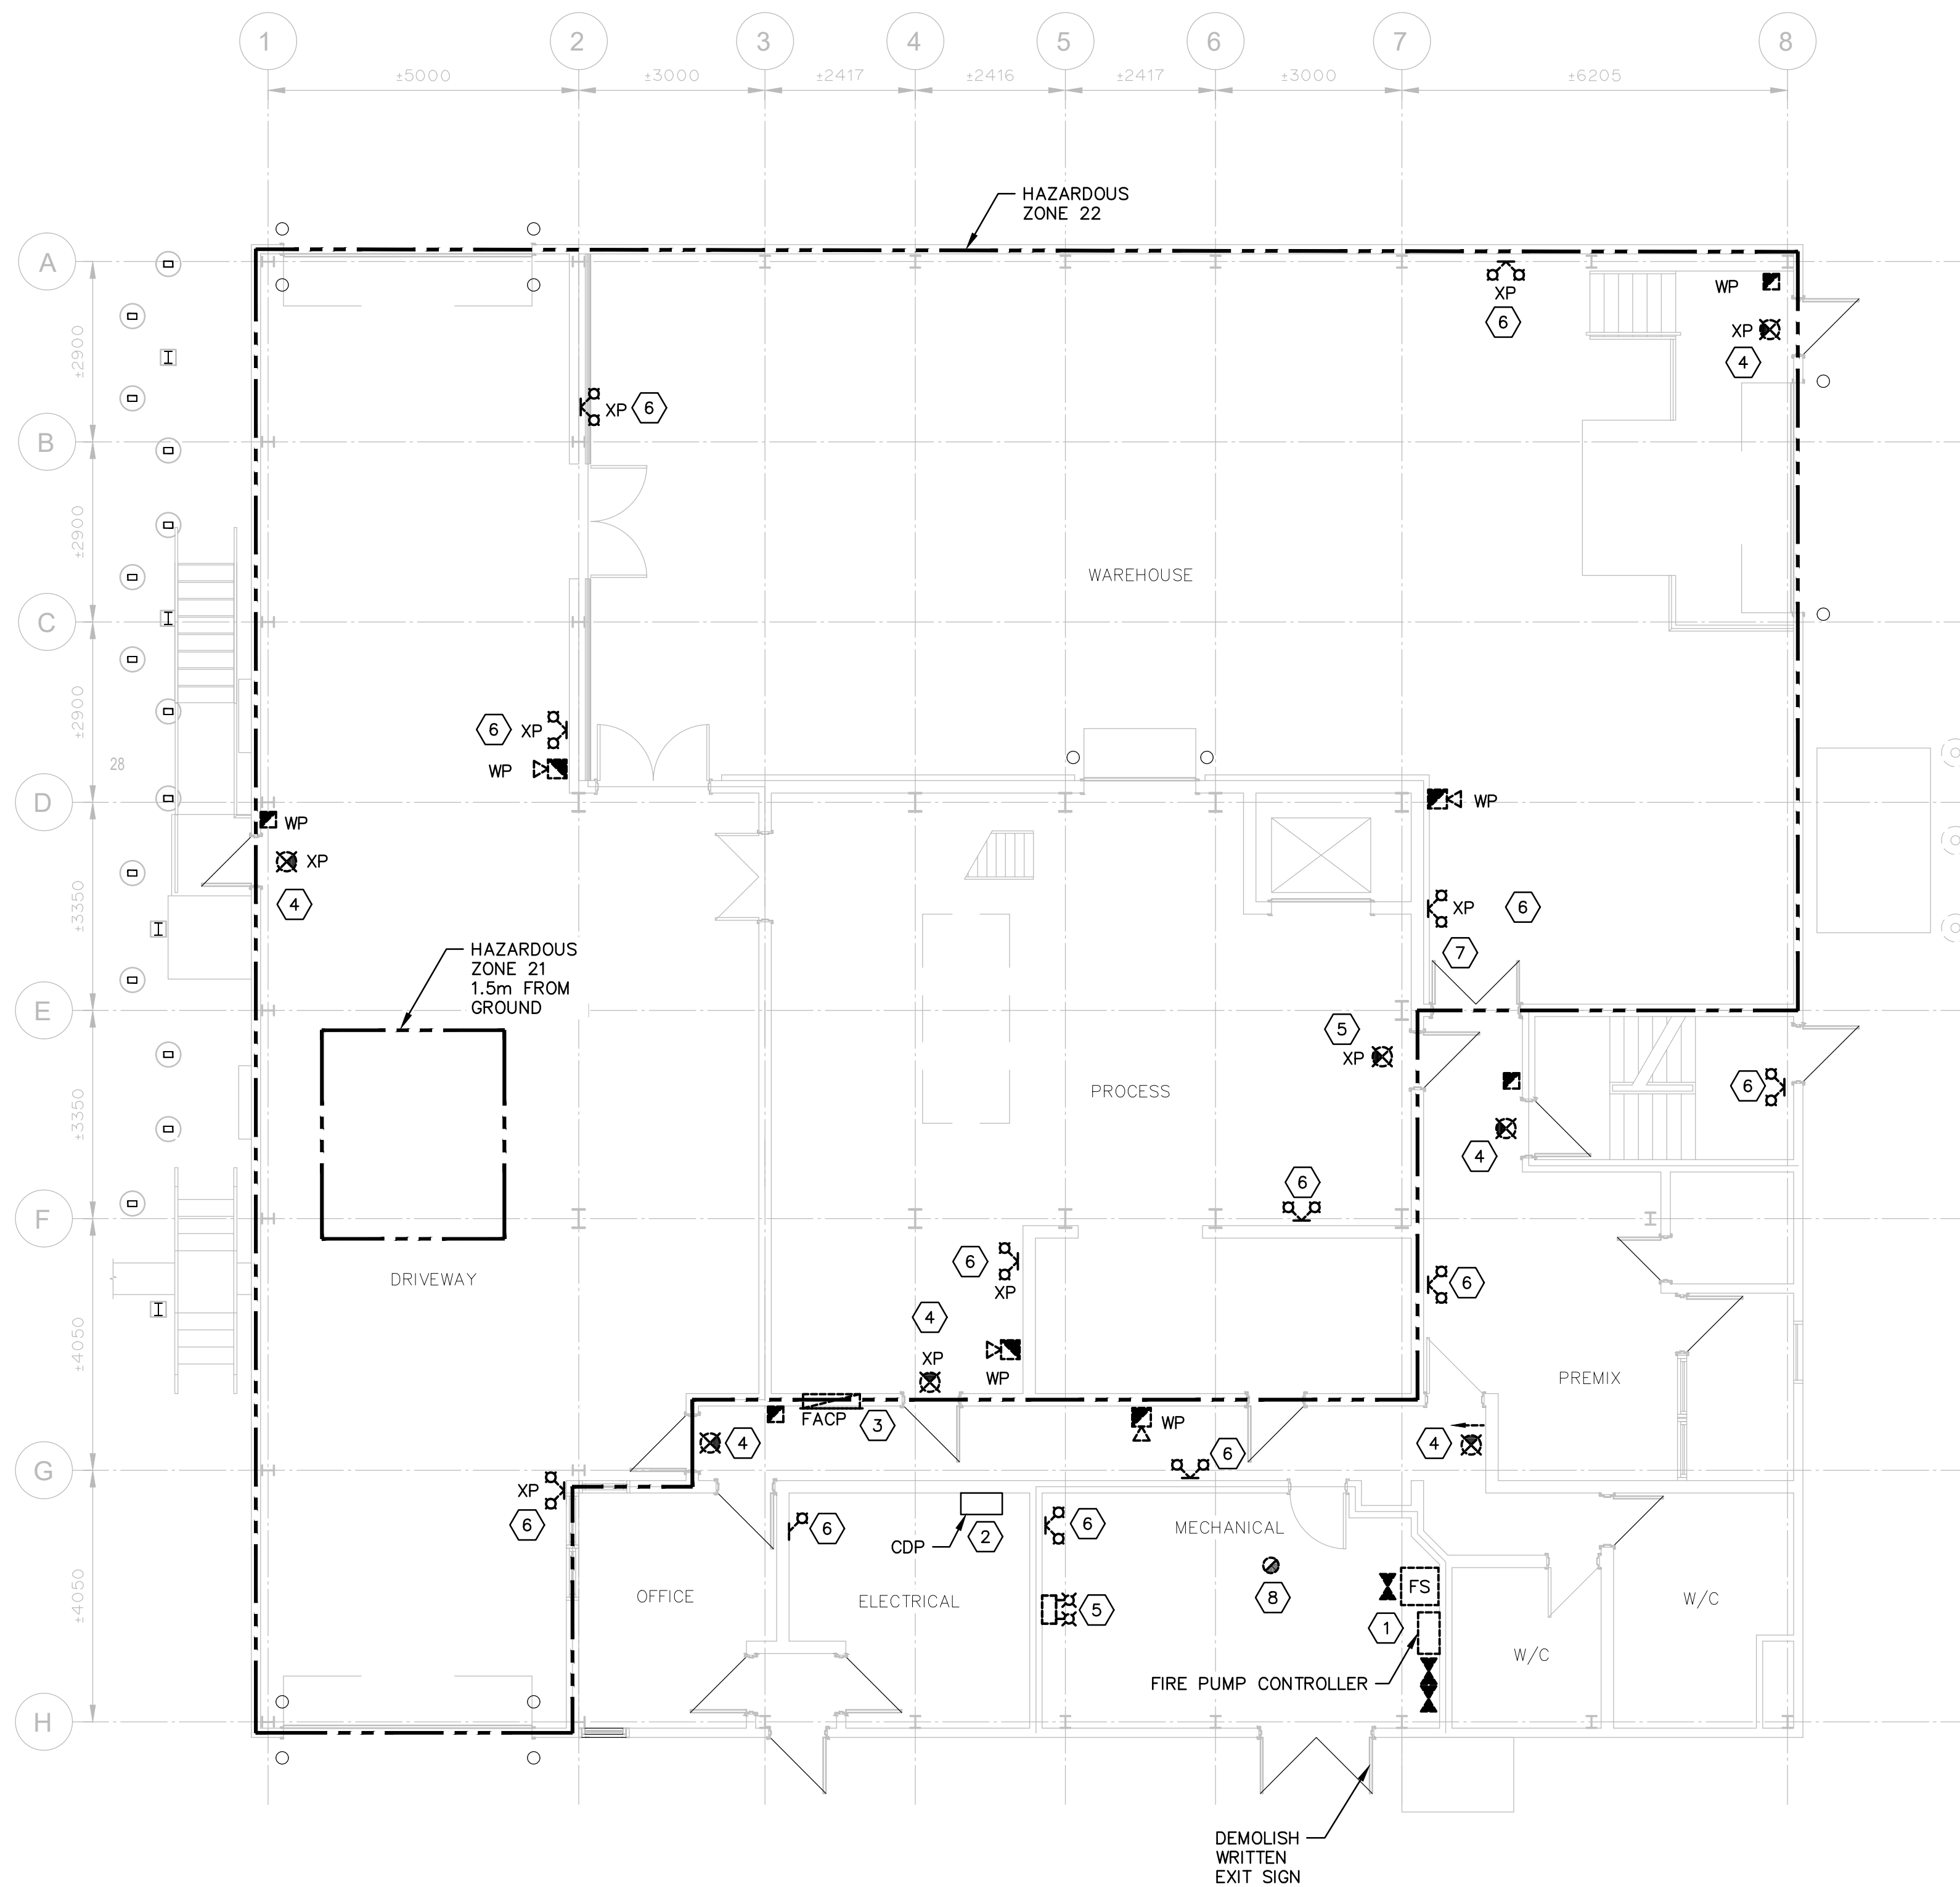 1 2 3 4 5 6 7 8
±5000 ±3000 ±2417 ±2416 ±2417 ±3000 ±6205
HAZARDOUS
ZONE 22
A
WP
XP
6
XP
4
±2900
XP 6
B
±2900
WAREHOUSE
C
±2900
6 XP
WP
28
D
WP
WP
XP
4
XP 6
±3350
7
HAZARDOUS
ZONE 21
1.5m FROM
GROUND
E
5
XP
6
±3350
PROCESS
4
6
F
6
XP
6
DRIVEWAY
4
±4050
XP
WP
PREMIX
FACP 3
WP
4
6
4
G
XP
6
6
CDP 2
6
MECHANICAL
±4050
OFFICE
ELECTRICAL
5
8
FS
1
W/C
W/C
FIRE PUMP CONTROLLER
H
DEMOLISH
WRITTEN
EXIT SIGN